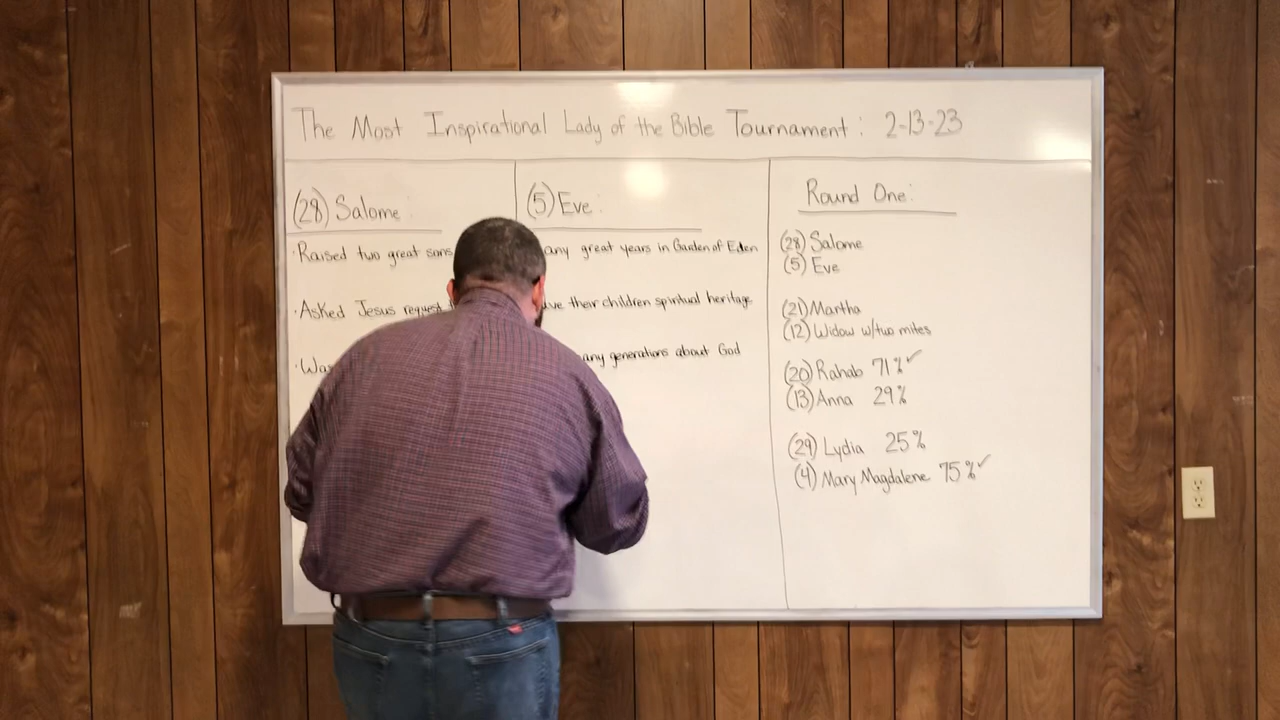 The Most Inspirational Lady of the Bible Tournament: 2-13-23
(28) Salome:
·Raised two great sons
·Asked Jesus request
(5) Eve:
any great years in Garden of Eden
their children spiritual heritage
any generations about God
Round One:
(28) Salome
(5) Eve
(21) Martha
(12) Widow w/two mites
(20) Rahab 71% ✓
(13) Anna 29%
(29) Lydia 25%
(4) Mary Magdalene 75% ✓